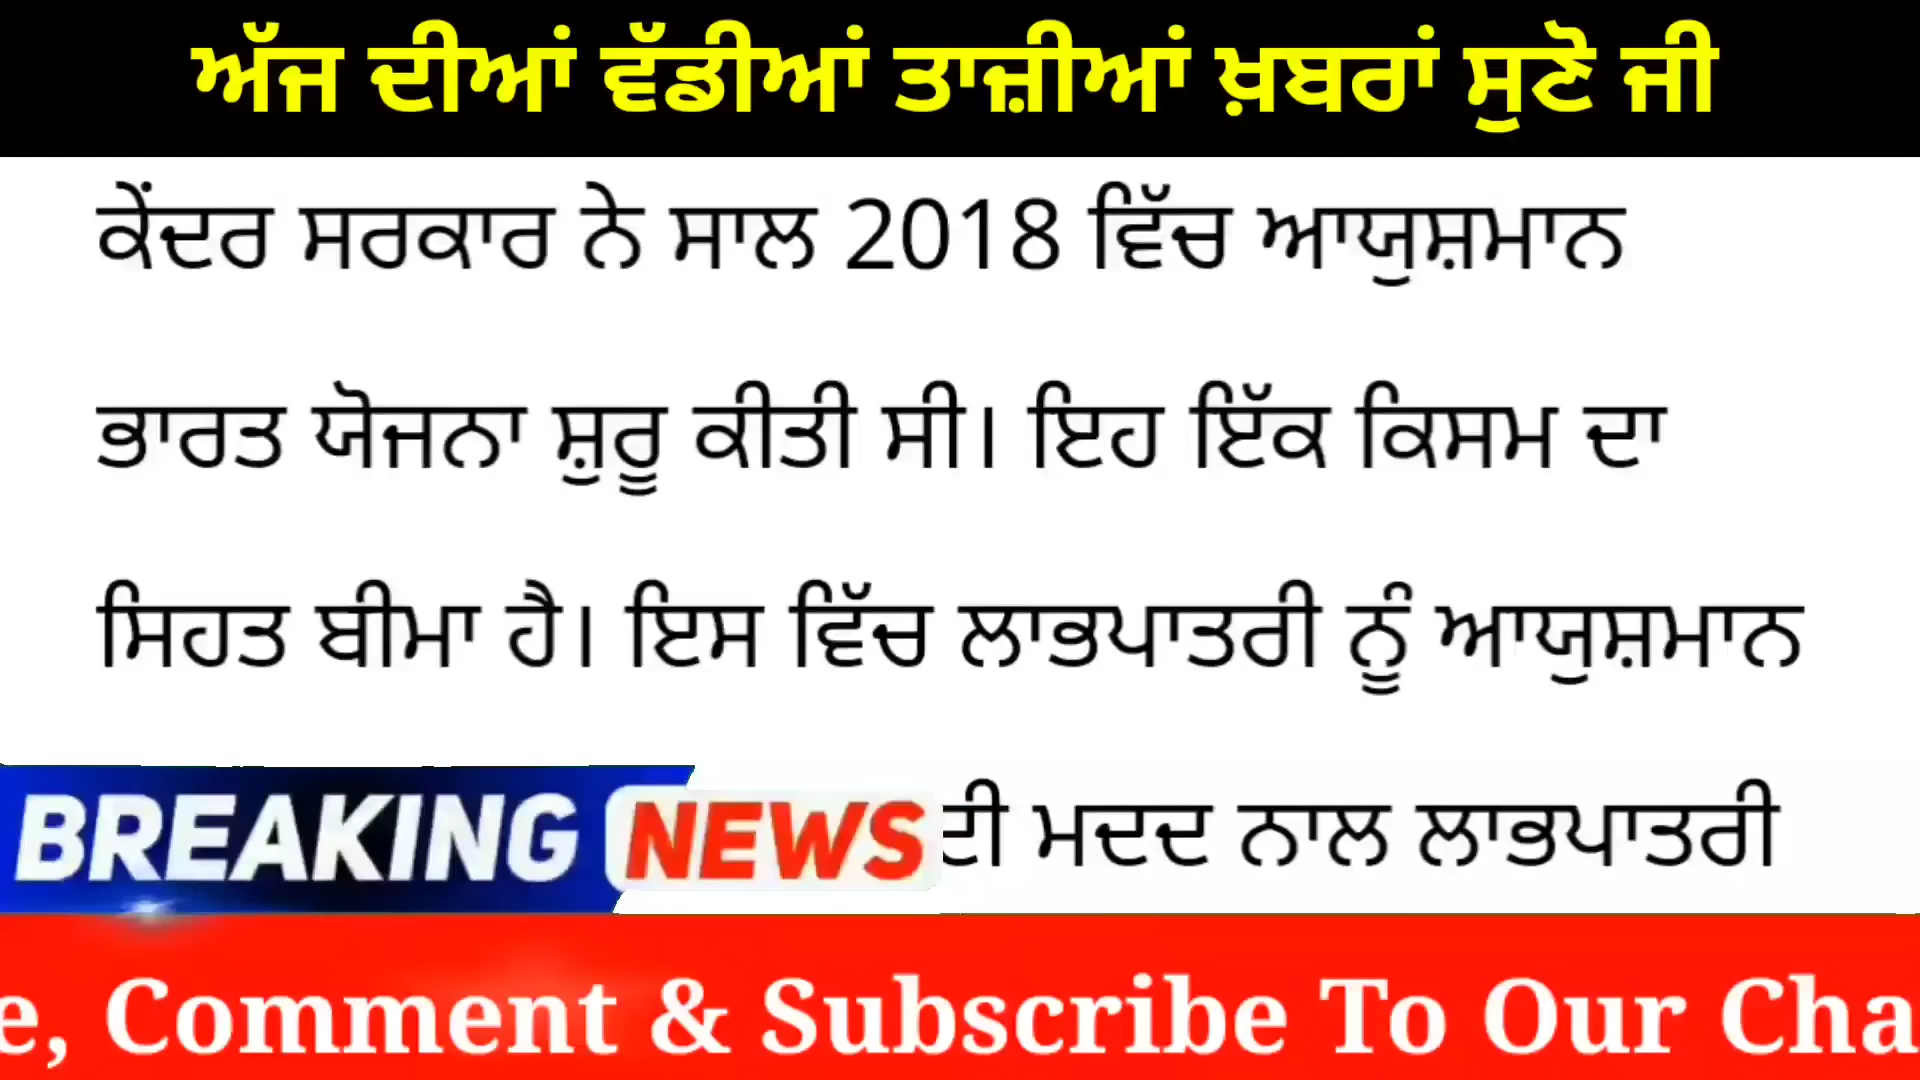 ਅੱਜ ਦੀਆਂ ਵੱਡੀਆਂ ਤਾਜ਼ੀਆਂ ਖ਼ਬਰਾਂ ਸੁਣੋ ਜੀ
ਕੇਂਦਰ ਸਰਕਾਰ ਨੇ ਸਾਲ 2018 ਵਿੱਚ ਆਯੁਸ਼ਮਾਨ
ਭਾਰਤ ਯੋਜਨਾ ਸ਼ੁਰੂ ਕੀਤੀ ਸੀ। ਇਹ ਇੱਕ ਕਿਸਮ ਦਾ
ਸਿਹਤ ਬੀਮਾ ਹੈ। ਇਸ ਵਿੱਚ ਲਾਭਪਾਤਰੀ ਨੂੰ ਆਯੁਸ਼ਮਾਨ
ਮਦਦ ਨਾਲ ਲਾਭਪਾਤਰੀ
BREAKING NEWS
e, Comment & Subscribe To Our Cha